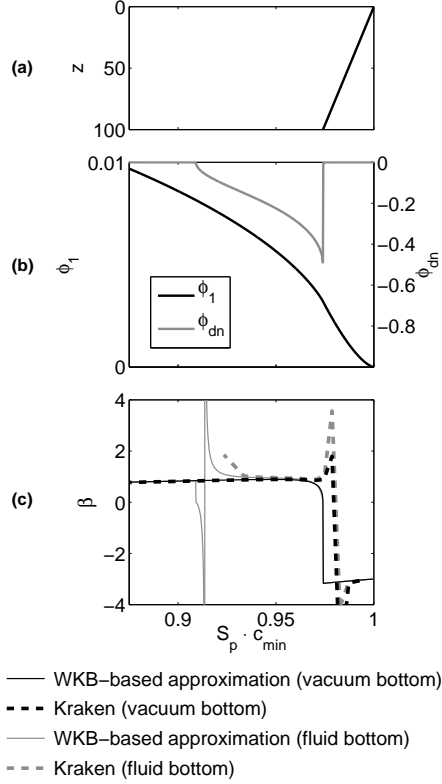 0
50
100
(a)
z
0.01
0
(b)
ϕ1
ϕ1
ϕdn
0
−0.2
−0.4
−0.6
−0.8
ϕdn
4
2
0
−2
−4
(c)
β
0.9
0.95
1
Sp · cmin
WKB−based approximation (vacuum bottom)
Kraken (vacuum bottom)
WKB−based approximation (fluid bottom)
Kraken (fluid bottom)